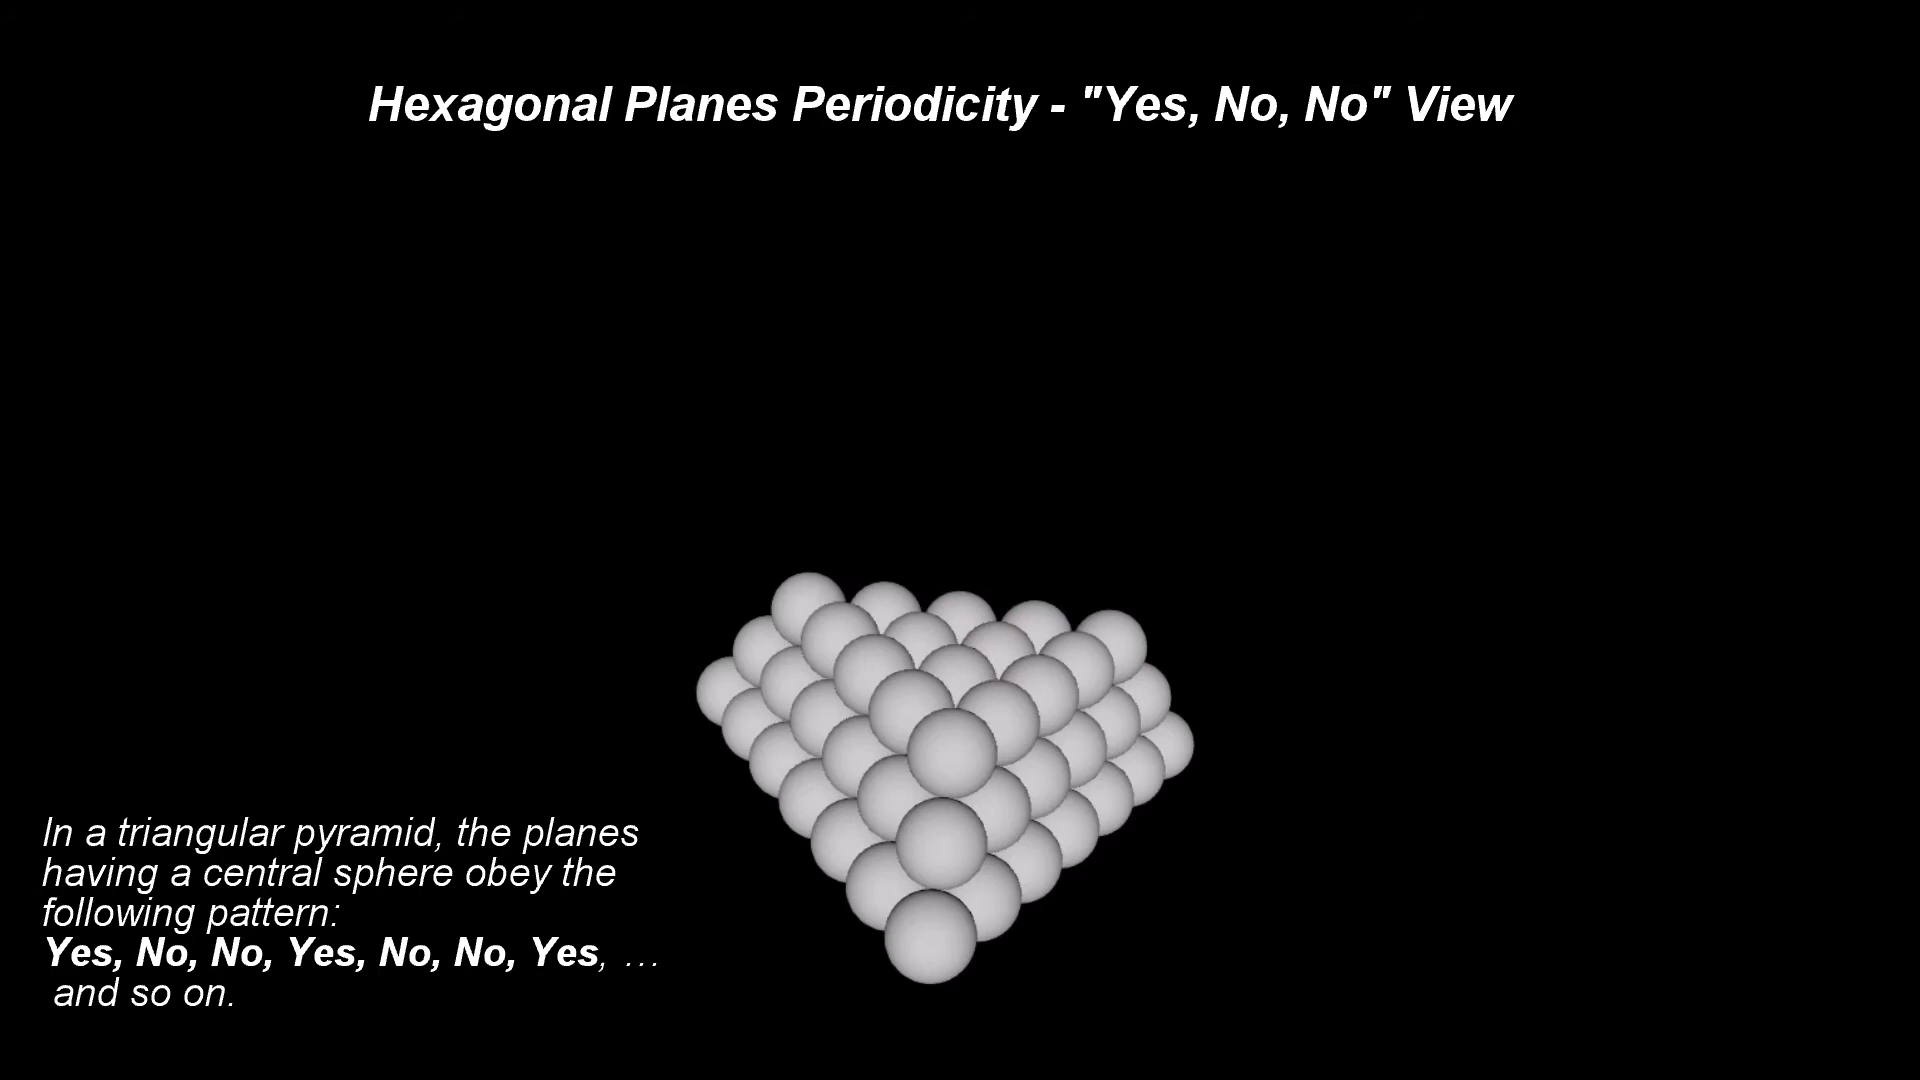 Hexagonal Planes Periodicity - "Yes, No, No" View
In a triangular pyramid, the planes
having a central sphere obey the
following pattern:
Yes, No, No, Yes, No, No, Yes, …
and so on.